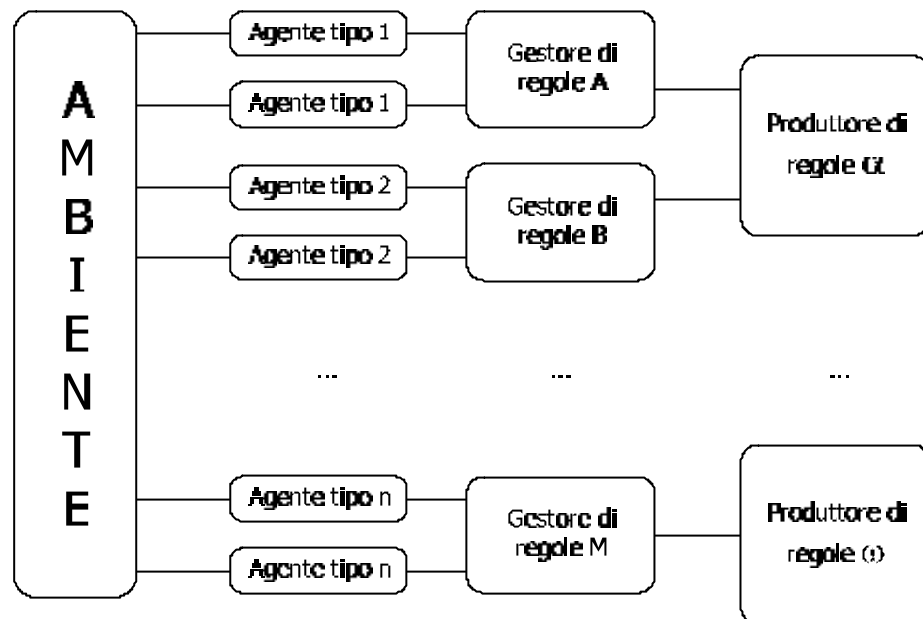 AMBIENTE
Agente tipo 1
Agente tipo 1
Agente tipo 2
Agente tipo 2
...
Agente tipo n
Agente tipo n
Gestore di
regole A
Gestore di
regole B
...
Gestore di
regole M
Produttore di
regole α
...
Produttore di
regole ω